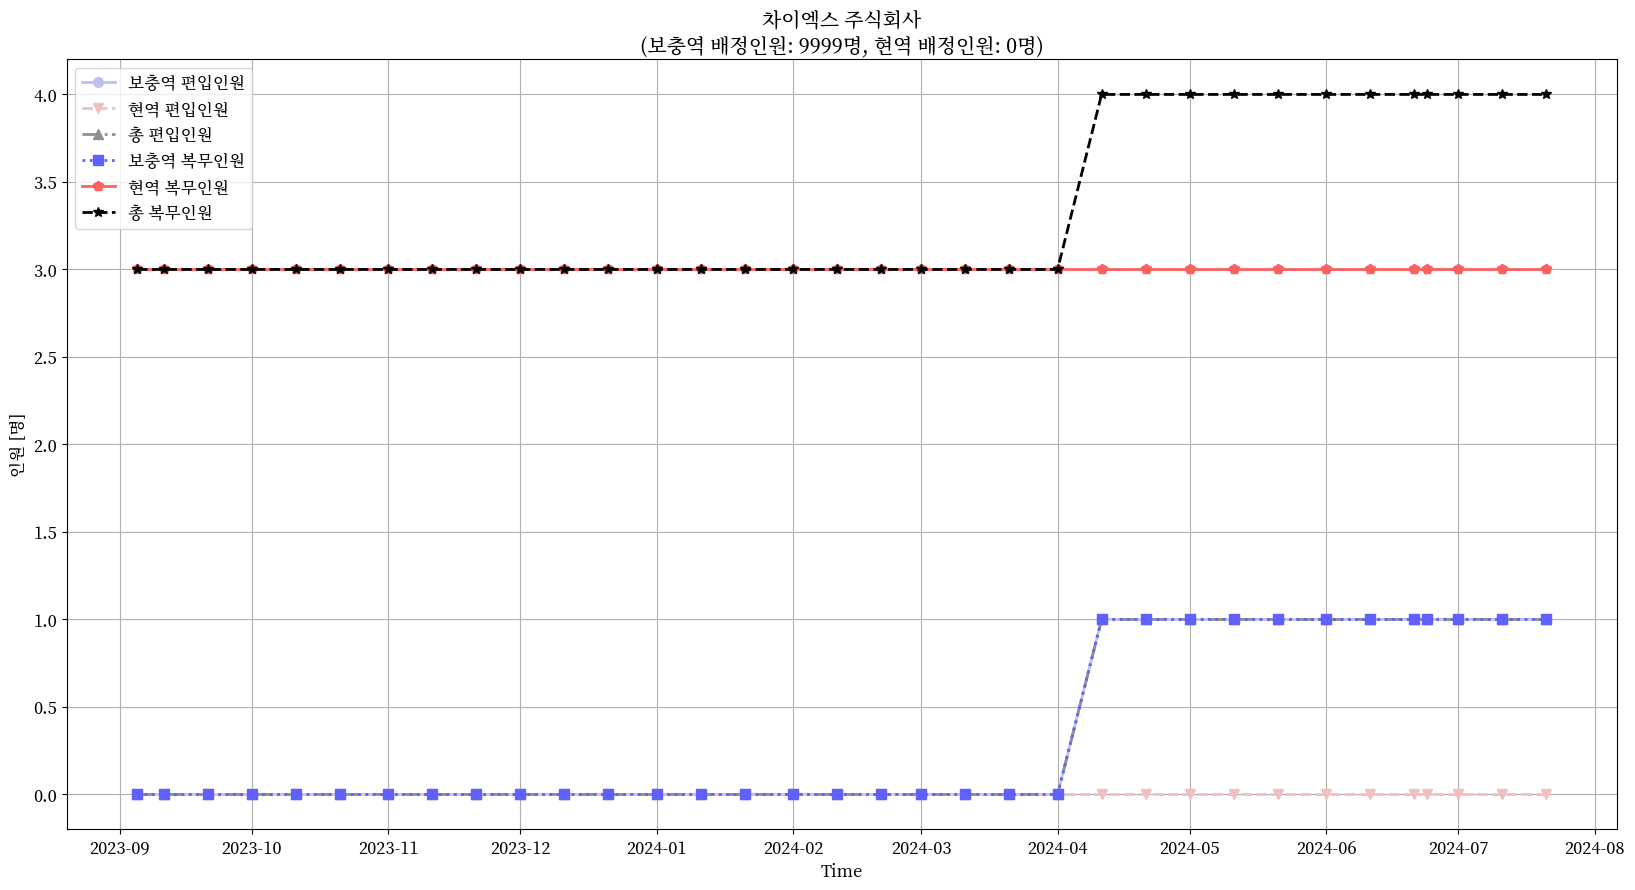 차이엑스 주식회사
(보충역 배정인원: 9999명, 현역 배정인원: 0명)
보충역 편입인원
현역 편입인원
총 편입인원
보충역 복무인원
현역 복무인원
총 복무인원
4.0
3.5
3.0
2.5
2.0
1.5
1.0
0.5
0.0
인원 [명]
2023-09 2023-10 2023-11 2023-12 2024-01 2024-02 2024-03 2024-04 2024-05 2024-06 2024-07 2024-08
Time